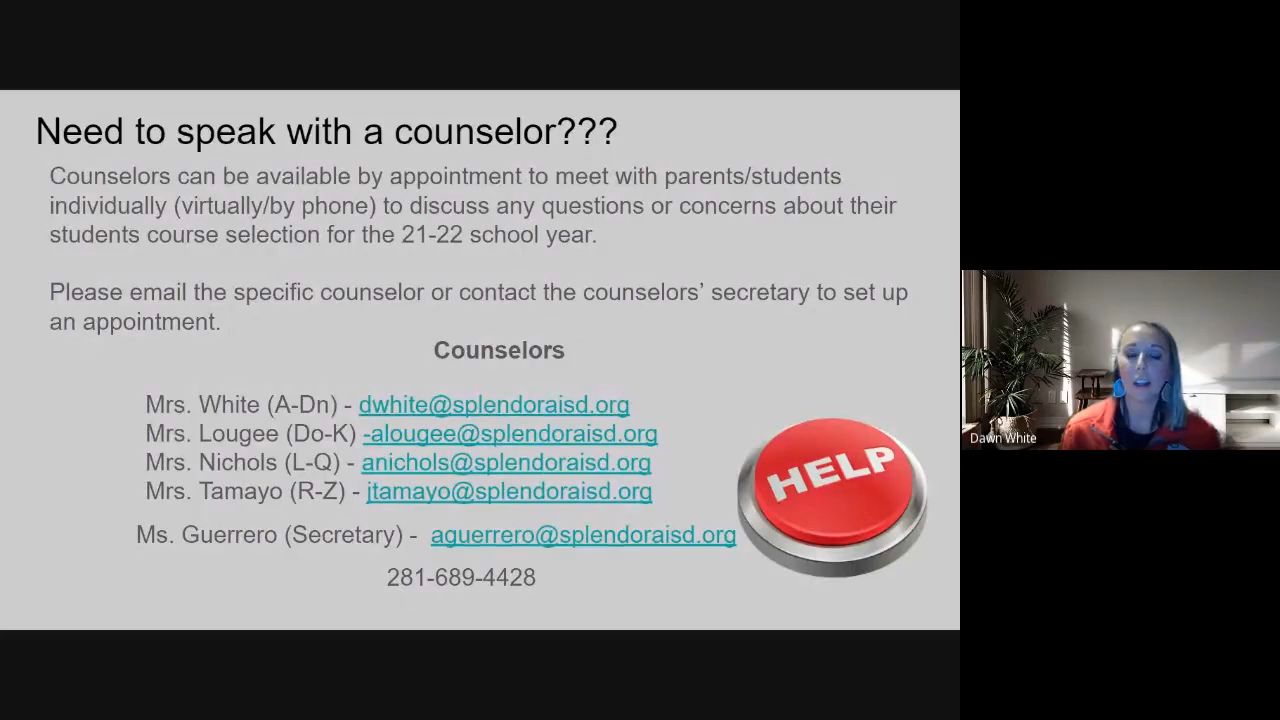 Need to speak with a counselor???
Counselors can be available by appointment to meet with parents/students
individually (virtually/by phone) to discuss any questions or concerns about their
students course selection for the 21-22 school year.
Please email the specific counselor or contact the counselors’ secretary to set up
an appointment.
Counselors
Mrs. White (A-Dn) - dwhite@splendoraisd.org
Mrs. Lougee (Do-K) -alougee@splendoraisd.org
Mrs. Nichols (L-Q) - anichols@splendoraisd.org
Mrs. Tamayo (R-Z) - jtamayo@splendoraisd.org
Ms. Guerrero (Secretary) - aguerrero@splendoraisd.org
281-689-4428
HELP
Dawn White